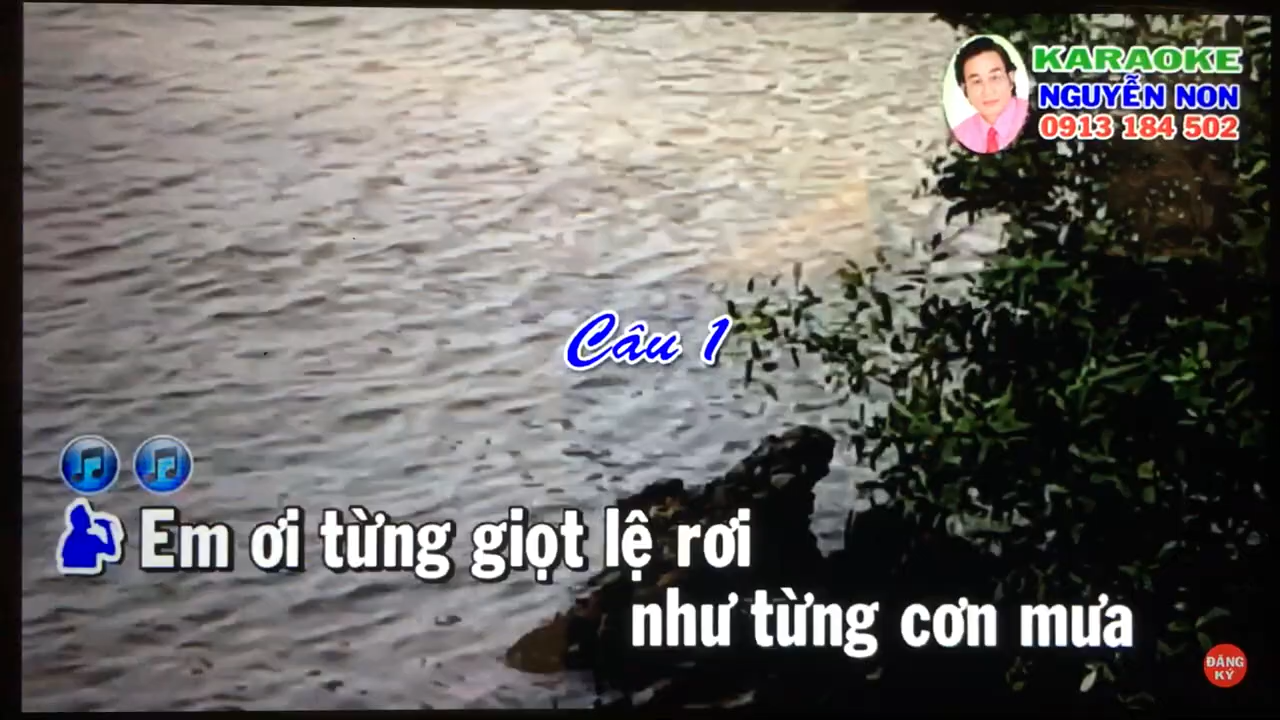 KARAOKE
NGUYỄN NON
0913 184 502
Câu 1
Em ơi từng giọt lệ rơi
như từng cơn mưa
ĐĂNG
KÝ